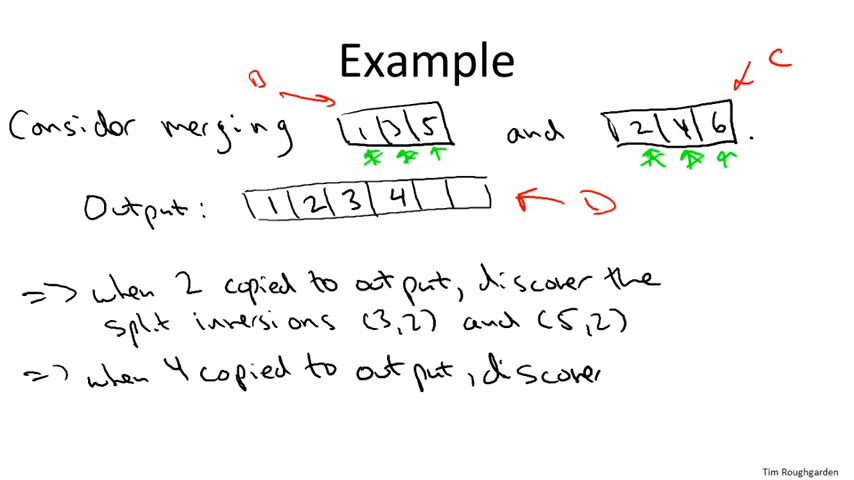 Example
B
C
Consider merging 1 3 5 and 2 4 6.
Output: 1 2 3 4
D
=> when 2 copied to output, discover the
split inversions (3,2) and (5,2)
=> when 4 copied to output, discover
Tim Roughgarden